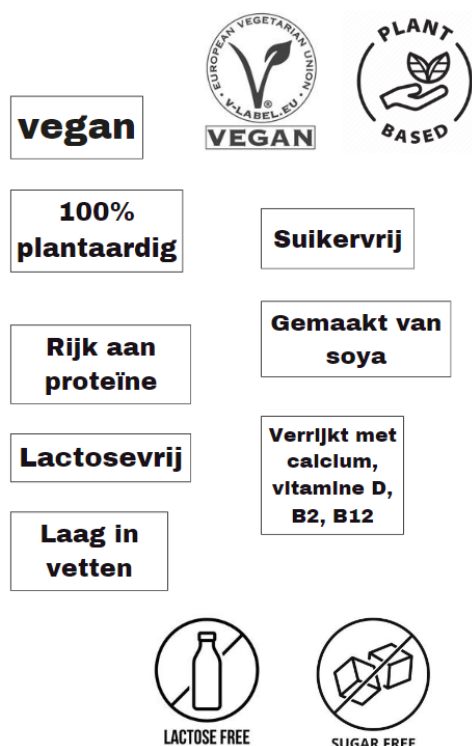 EUROPEAN VEGETARIAN UNION
V-LABEL.EU
®
VEGAN
PLANT
BASED
vegan
100%
plantaardig
Suikervrij
Gemaakt van
soya
Rijk aan
proteïne
Lactosevrij
Verrijkt met
calcium,
vitamine D,
B2, B12
Laag in
vetten
LACTOSE FREE
SUGAR FREE